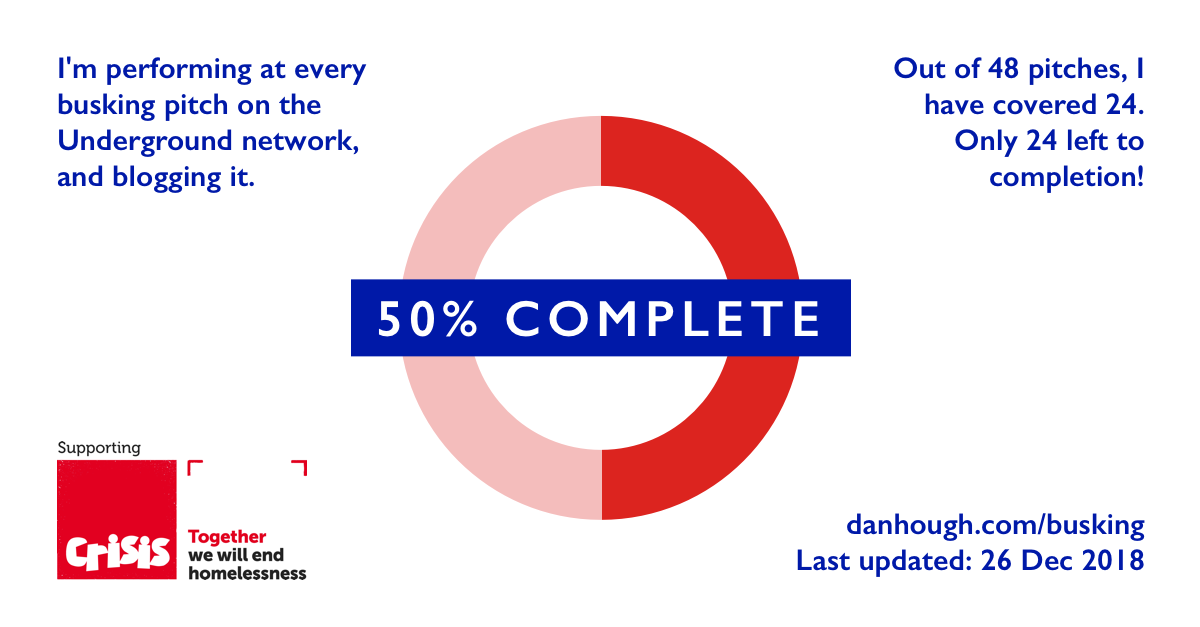 I'm performing at every
busking pitch on the
Underground network,
and blogging it.
Out of 48 pitches, I
have covered 24.
Only 24 left to
completion!
50% COMPLETE
Supporting
Crisis
Together
we will end
homelessness
danhough.com/busking
Last updated: 26 Dec 2018